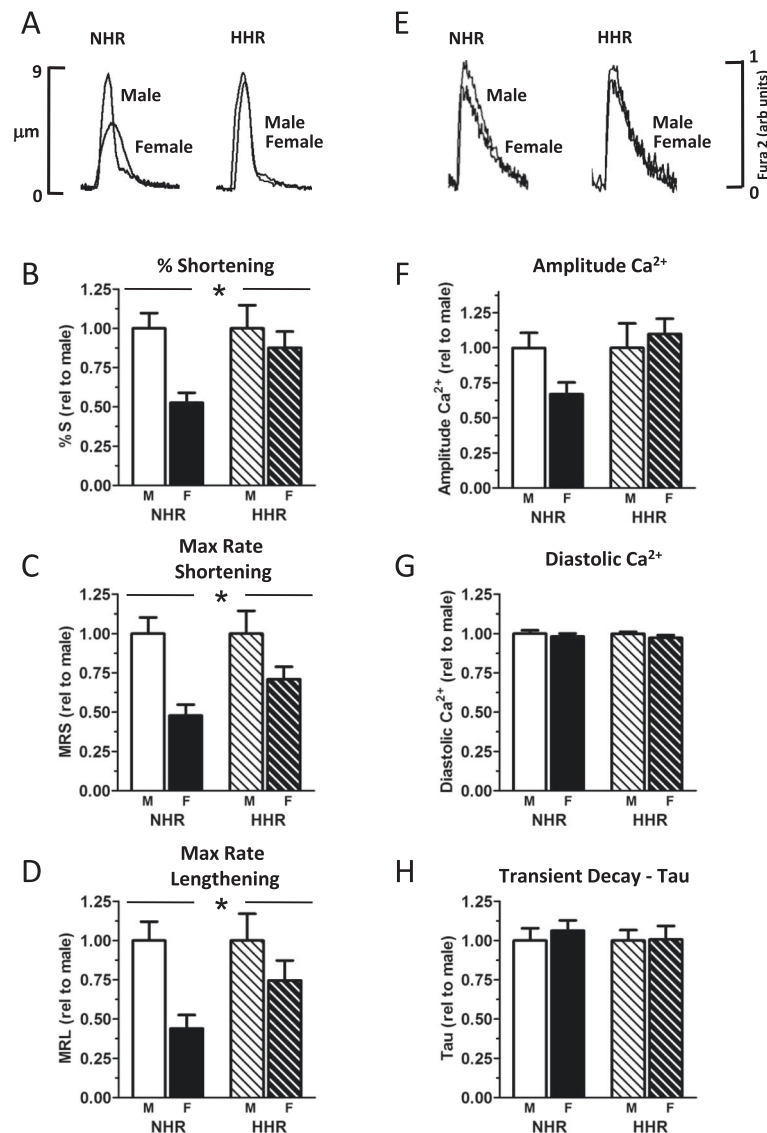 A
NHR
HHR
9
μm
0
Male
Female
Male
Female
E
NHR
HHR
Male
Female
Male
Female
1
Fura 2 (arb units)
0
B
% Shortening
*
1.25
1.00
0.75
0.50
0.25
0.00
%S (rel to male)
M F M F
NHR HHR
C
Max Rate
Shortening
*
1.25
1.00
0.75
0.50
0.25
0.00
MRS (rel to male)
M F M F
NHR HHR
D
Max Rate
Lengthening
*
1.25
1.00
0.75
0.50
0.25
0.00
MRL (rel to male)
M F M F
NHR HHR
F
Amplitude Ca²⁺
1.25
1.00
0.75
0.50
0.25
0.00
Amplitude Ca²⁺ (rel to male)
M F M F
NHR HHR
G
Diastolic Ca²⁺
1.25
1.00
0.75
0.50
0.25
0.00
Diastolic Ca²⁺ (rel to male)
M F M F
NHR HHR
H
Transient Decay - Tau
1.25
1.00
0.75
0.50
0.25
0.00
Tau (rel to male)
M F M F
NHR HHR